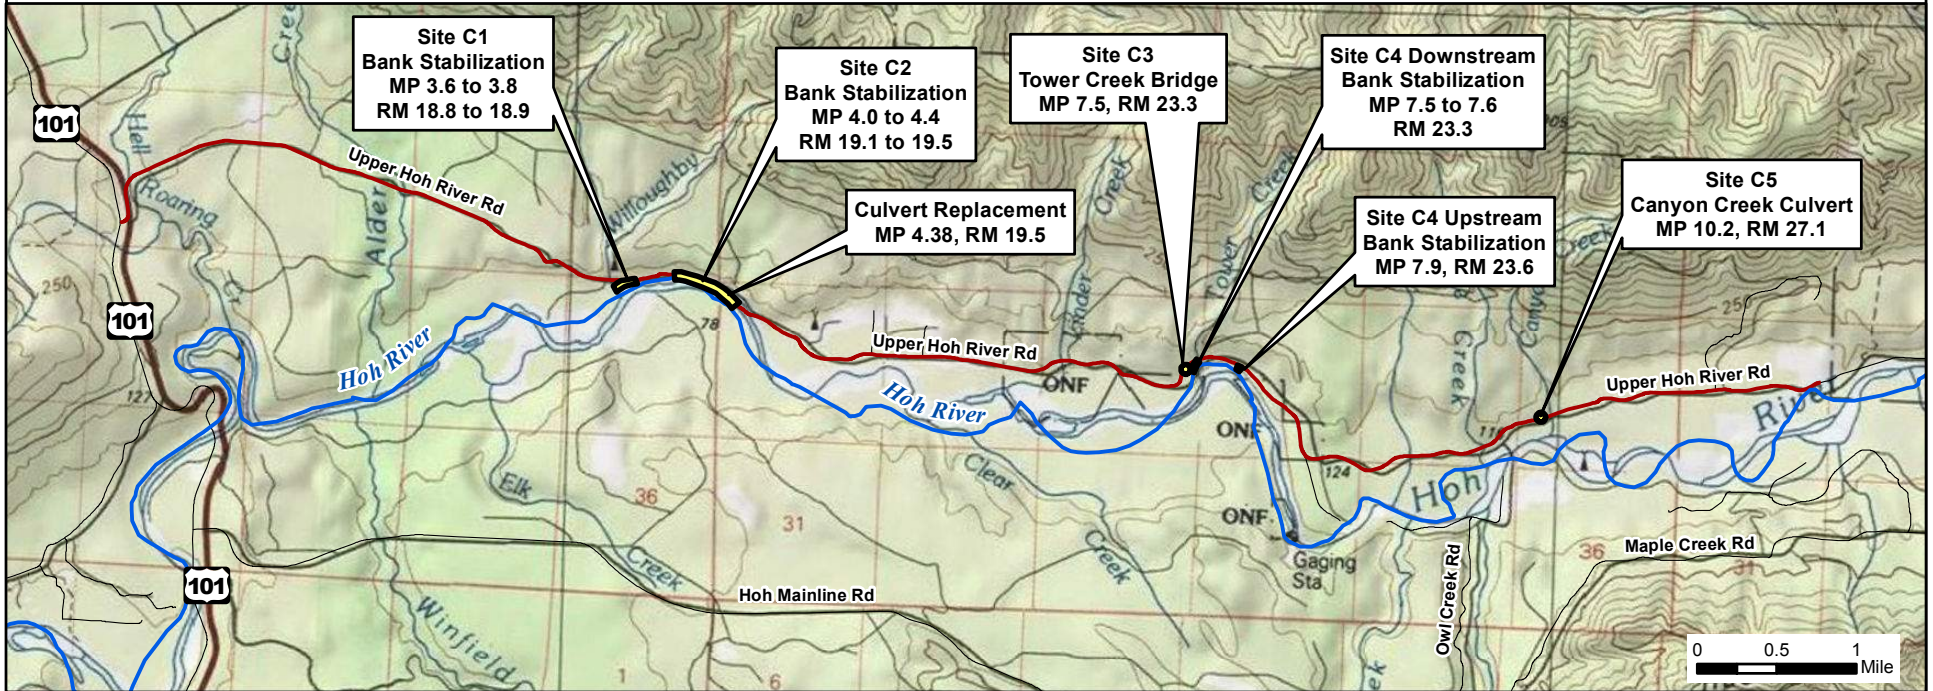 Site C1
Bank Stabilization
MP 3.6 to 3.8
RM 18.8 to 18.9
Site C2
Bank Stabilization
MP 4.0 to 4.4
RM 19.1 to 19.5
Culvert Replacement
MP 4.38, RM 19.5
Site C3
Tower Creek Bridge
MP 7.5, RM 23.3
Site C4 Downstream
Bank Stabilization
MP 7.5 to 7.6
RM 23.3
Site C4 Upstream
Bank Stabilization
MP 7.9, RM 23.6
Site C5
Canyon Creek Culvert
MP 10.2, RM 27.1
101
101
101
Hell
Roaring
Cr
Alder
Cree
Willoughby
Upper Hoh River Rd
Upper Hoh River Rd
Upper Hoh River Rd
Hoh River
Hoh River
Hoh
River
Creek
Tower
Creek
Creek
Elk
Creek
Clear
Creek
Winfield
ONF
ONF
ONF
Gaging
Sta
Hoh Mainline Rd
Owl Creek Rd
Maple Creek Rd
250
127
78
124
36
31
36
31
1
6
0 0.5 1
Mile